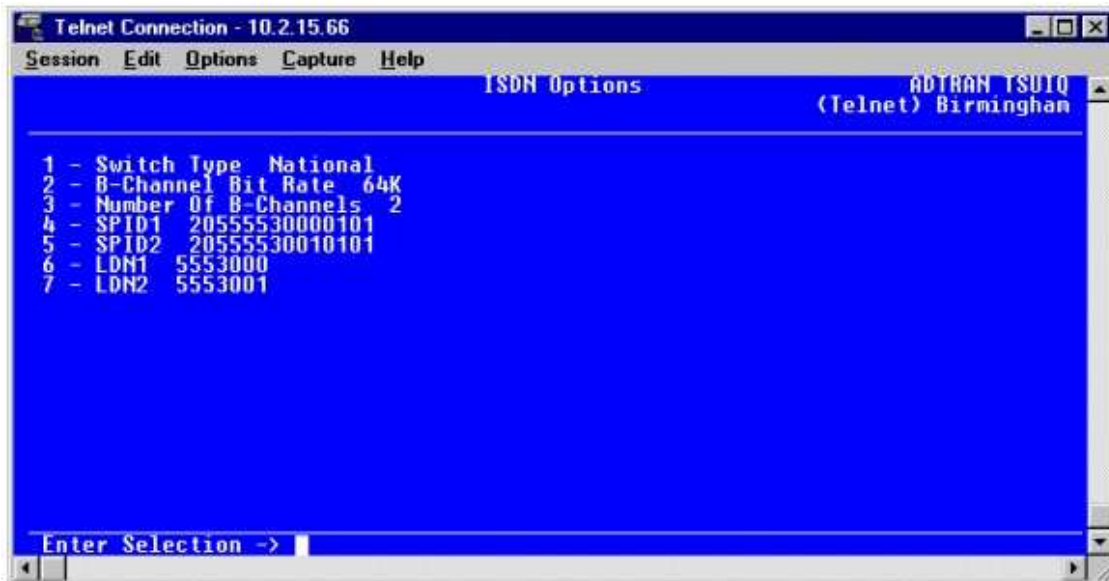 Telnet Connection - 10.2.15.66
Session Edit Options Capture Help
ISDN Options ADTRAN TSUIQ
(Telnet) Birmingham
1 - Switch Type National
2 - B-Channel Bit Rate 64K
3 - Number Of B-Channels 2
4 - SPID1 20555530000101
5 - SPID2 20555530010101
6 - LDN1 5553000
7 - LDN2 5553001
Enter Selection ->